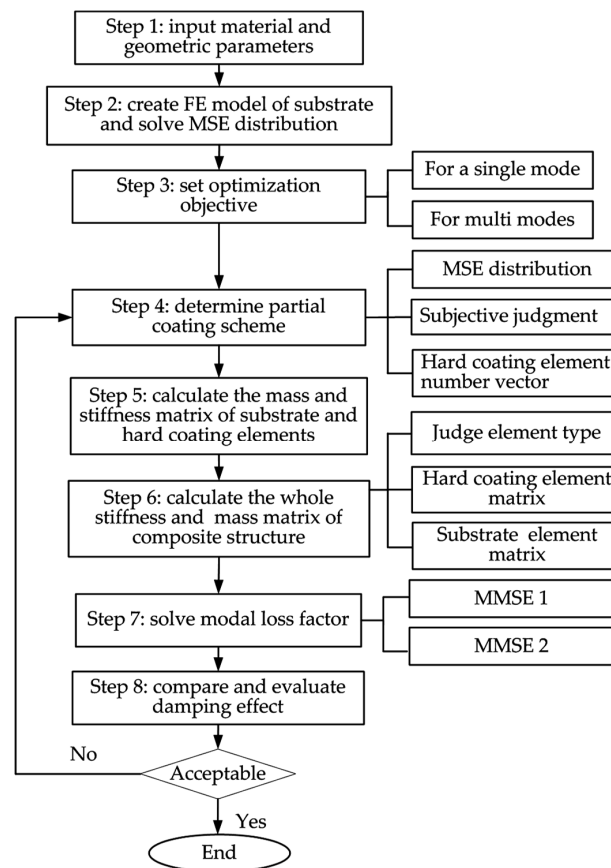 Step 1: input material and
geometric parameters
Step 2: create FE model of substrate
and solve MSE distribution
Step 3: set optimization
objective
For a single mode
For multi modes
Step 4: determine partial
coating scheme
MSE distribution
Subjective judgment
Hard coating element
number vector
Step 5: calculate the mass and
stiffness matrix of substrate and
hard coating elements
Step 6: calculate the whole
stiffness and mass matrix of
composite structure
Judge element type
Hard coating element
matrix
Substrate element
matrix
Step 7: solve modal loss factor
MMSE 1
MMSE 2
Step 8: compare and evaluate
damping effect
No
Acceptable
Yes
End